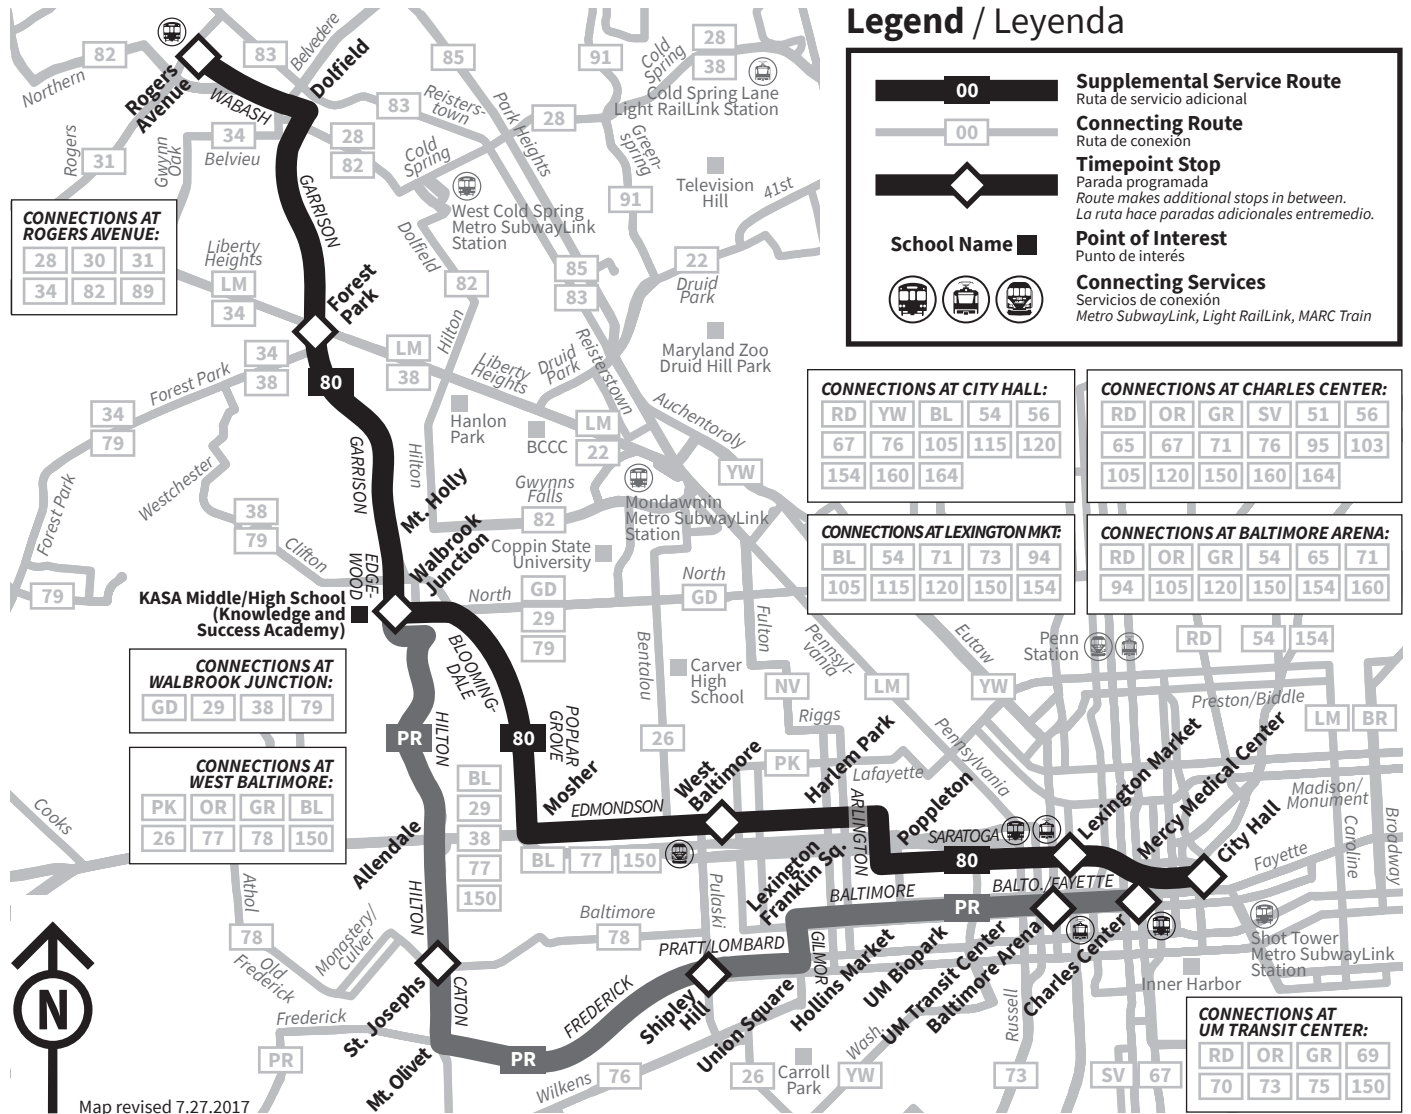 Legend / Leyenda
00
Supplemental Service Route
Ruta de servicio adicional
00
Connecting Route
Ruta de conexión
Timepoint Stop
Parada programada
Route makes additional stops in between.
La ruta hace paradas adicionales entremedio.
School Name
Point of Interest
Punto de interés
Connecting Services
Servicios de conexión
Metro SubwayLink, Light RailLink, MARC Train
82
83
Belvedere
85
91
Cold
Spring
28
38
Cold Spring Lane
Light RailLink Station
Northern
Rogers
Avenue
WABASH
Dolfield
83
Reisters-
town
Park Heights
28
Green-
spring
Rogers
31
Gwynn
Oak
34
Belvieu
28
82
Cold
Spring
Television
Hill
41st
91
GARRISON
West Cold Spring
Metro SubwayLink
Station
CONNECTIONS AT
ROGERS AVENUE:
28 30 31
34 82 89
Liberty
Heights
LM
34
Dolfield
82
85
83
22
Druid
Park
Forest
Park
Hilton
Maryland Zoo
Druid Hill Park
34
38
80
LM
38
Liberty
Heights
Druid
Park
Reisterstown
Forest Park
34
79
Hanlon
Park
BCCC
LM
22
Auchentoroly
YW
CONNECTIONS AT CITY HALL:
RD YW BL 54 56
67 76 105 115 120
154 160 164
CONNECTIONS AT CHARLES CENTER:
RD OR GR SV 51 56
65 67 71 76 95 103
105 120 150 160 164
GARRISON
Hilton
Mt. Holly
Gwynns
Falls
82
Mondawmin
Metro SubwayLink
Station
Westchester
Forest Park
38
79
Clifton
EDGE-
WOOD
Walbrook
Junction
Coppin State
University
CONNECTIONS AT LEXINGTON MKT:
BL 54 71 73 94
105 115 120 150 154
CONNECTIONS AT BALTIMORE ARENA:
RD OR GR 54 65 71
94 105 120 150 154 160
79
KASA Middle/High School
(Knowledge and
Success Academy)
North
GD
29
79
North
GD
Fulton
Pennsyl-
vania
Eutaw
Penn
Station
RD
54
154
CONNECTIONS AT
WALBROOK JUNCTION:
GD 29 38 79
BLOOMING-
DALE
Bentalou
Carver
High
School
NV
LM
YW
Preston/Biddle
LM
BR
PR
HILTON
80
POPLAR
GROVE
26
Riggs
PK
Harlem Park
Pennsylvania
Lexington Market
Mercy Medical Center
CONNECTIONS AT
WEST BALTIMORE:
PK OR GR BL
26 77 78 150
BL
29
38
77
150
Mosher
EDMONDSON
West
Baltimore
Lafayette
ARLINGTON
Poppleton
SARATOGA
80
City Hall
Madison/
Monument
Caroline
Broadway
Cooks
Allendale
BL
77
150
Lexington
Franklin Sq.
Fayette
HILTON
Athol
78
Old
Frederick
Monastery/
Culver
Baltimore
78
Pulaski
PRATT/LOMBARD
BALTIMORE
PR
BALTO./FAYETTE
GILMOR
Shot Tower
Metro SubwayLink
Station
Inner Harbor
St. Josephs
CATON
FREDERICK
Shipley
Hill
Union Square
Hollins Market
UM Biopark
UM Transit Center
Baltimore Arena
Charles Center
Russell
N
Frederick
PR
Mt. Olivet
PR
Wilkens
76
26
Carroll
Park
Wash.
YW
73
SV
67
CONNECTIONS AT
UM TRANSIT CENTER:
RD OR GR 69
70 73 75 150
Map revised 7.27.2017